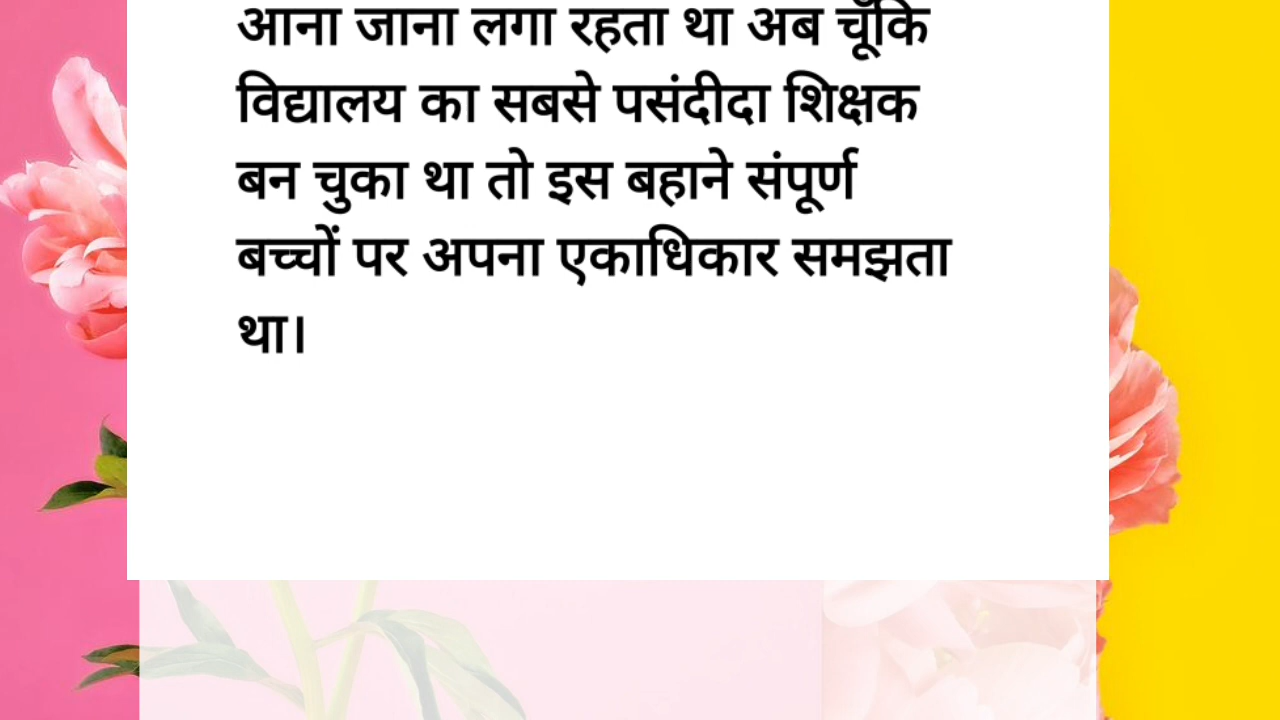 आना जाना लगा रहता था अब चूँकि
विद्यालय का सबसे पसंदीदा शिक्षक
बन चुका था तो इस बहाने संपूर्ण
बच्चों पर अपना एकाधिकार समझता
था।